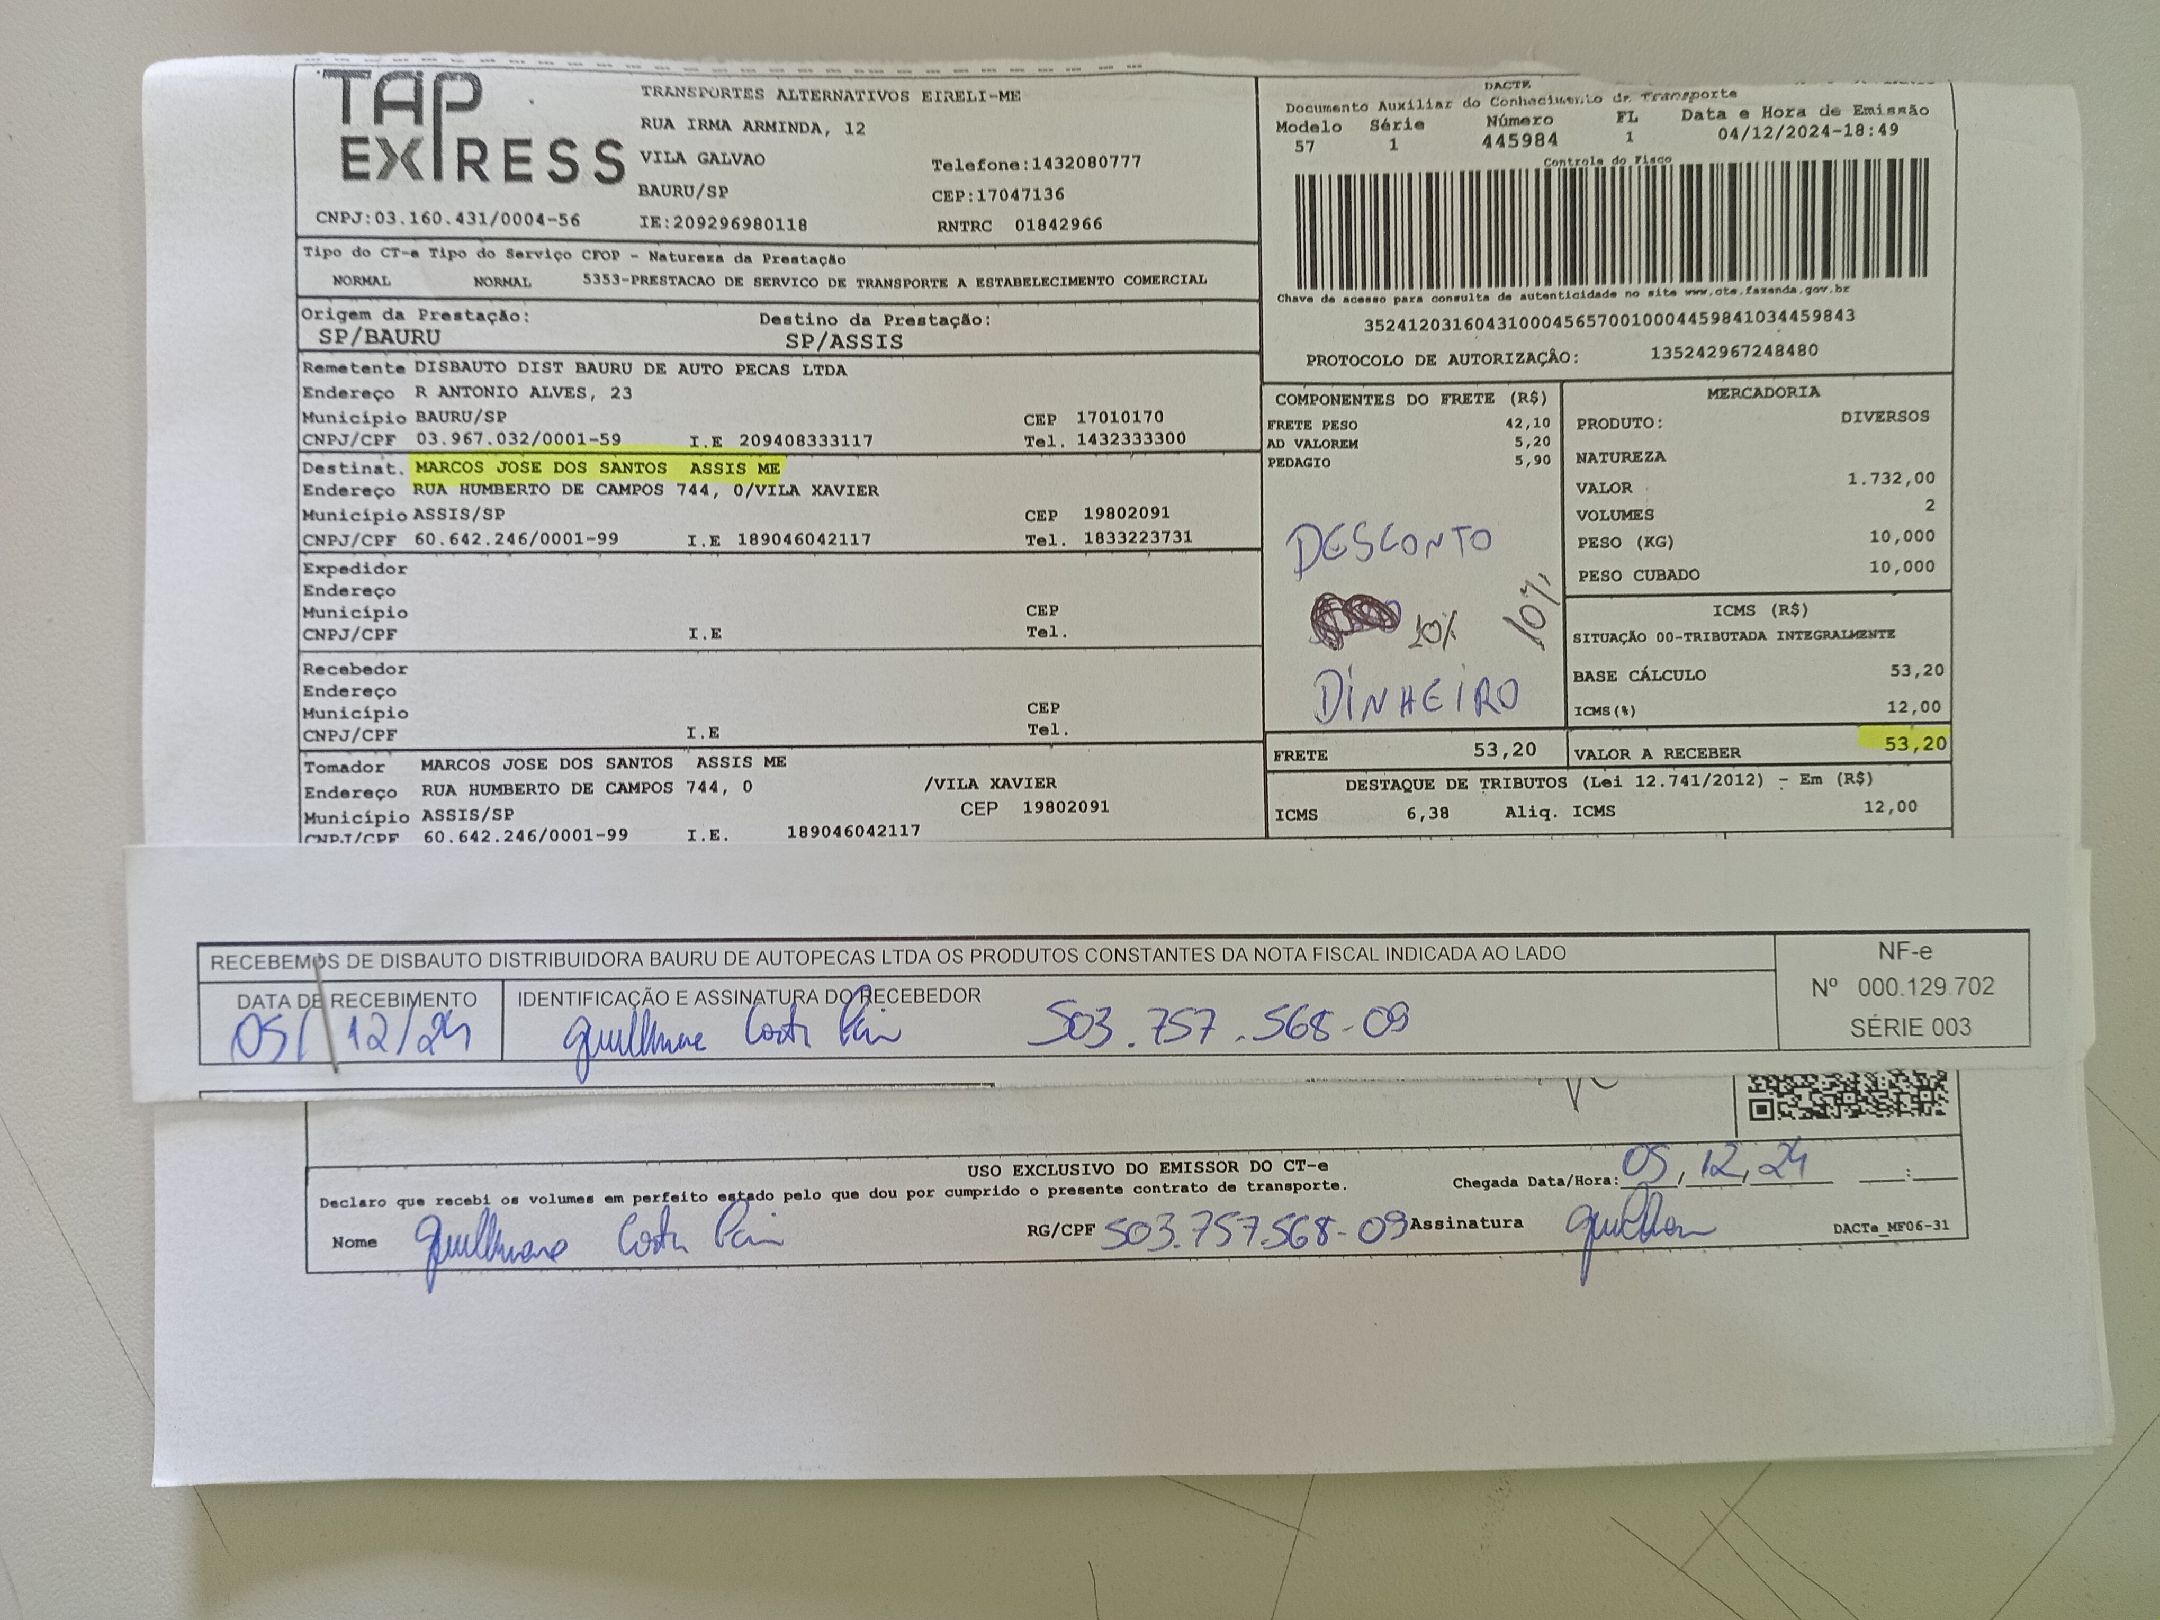 TAP EXPRESS
TRANSPORTES ALTERNATIVOS EIRELI-ME
RUA IRMA ARMINDA, 12
VILA GALVAO
Telefone:1432080777
BAURU/SP
CEP:17047136
CNPJ:03.160.431/0004-56
IE:209296980118
RNTRC 01842966
DACTE
Documento Auxiliar do Conhecimento de Transporte
Modelo Série Número FL Data e Hora de Emissão
57 1 445984 1 04/12/2024-18:49
Controle do Fisco
Chave de acesso para consulta de autenticidade no site www.cte.fazenda.gov.br
35241203160431000456570010004459841034459843
PROTOCOLO DE AUTORIZAÇÂO: 135242967248480
Tipo do CT-e Tipo do Serviço CFOP - Natureza da Prestação
NORMAL NORMAL 5353-PRESTACAO DE SERVICO DE TRANSPORTE A ESTABELECIMENTO COMERCIAL
Origem da Prestação: Destino da Prestação:
SP/BAURU SP/ASSIS
Remetente DISBAUTO DIST BAURU DE AUTO PECAS LTDA
Endereço R ANTONIO ALVES, 23
Município BAURU/SP CEP 17010170
CNPJ/CPF 03.967.032/0001-59 I.E 209408333117 Tel. 1432333300
Destinat. MARCOS JOSE DOS SANTOS ASSIS ME
Endereço RUA HUMBERTO DE CAMPOS 744, 0/VILA XAVIER
Município ASSIS/SP CEP 19802091
CNPJ/CPF 60.642.246/0001-99 I.E 189046042117 Tel. 1833223731
Expedidor
Endereço
Município CEP
CNPJ/CPF I.E Tel.
Recebedor
Endereço
Município CEP
CNPJ/CPF I.E Tel.
Tomador MARCOS JOSE DOS SANTOS ASSIS ME
Endereço RUA HUMBERTO DE CAMPOS 744, 0 /VILA XAVIER
Município ASSIS/SP CEP 19802091
CNPJ/CPF 60.642.246/0001-99 I.E. 189046042117
COMPONENTES DO FRETE (R$)
FRETE PESO 42,10
AD VALOREM 5,20
PEDAGIO 5,90
DESCONTO
10%
10%
DINHEIRO
FRETE 53,20
MERCADORIA
PRODUTO: DIVERSOS
NATUREZA
VALOR 1.732,00
VOLUMES 2
PESO (KG) 10,000
PESO CUBADO 10,000
ICMS (R$)
SITUAÇÃO 00-TRIBUTADA INTEGRALMENTE
BASE CÁLCULO 53,20
ICMS(%) 12,00
VALOR A RECEBER 53,20
DESTAQUE DE TRIBUTOS (Lei 12.741/2012) - Em (R$)
ICMS 6,38 Aliq. ICMS 12,00
RECEBEMOS DE DISBAUTO DISTRIBUIDORA BAURU DE AUTOPECAS LTDA OS PRODUTOS CONSTANTES DA NOTA FISCAL INDICADA AO LADO
DATA DE RECEBIMENTO
05/12/24
IDENTIFICAÇÃO E ASSINATURA DO RECEBEDOR
503.757.568-09
NF-e
Nº 000.129.702
SÉRIE 003
USO EXCLUSIVO DO EMISSOR DO CT-e
Declaro que recebi os volumes em perfeito estado pelo que dou por cumprido o presente contrato de transporte.
Chegada Data/Hora: 05/12/24 :
Nome
RG/CPF 503.757.568-09 Assinatura
DACTe_MF06-31